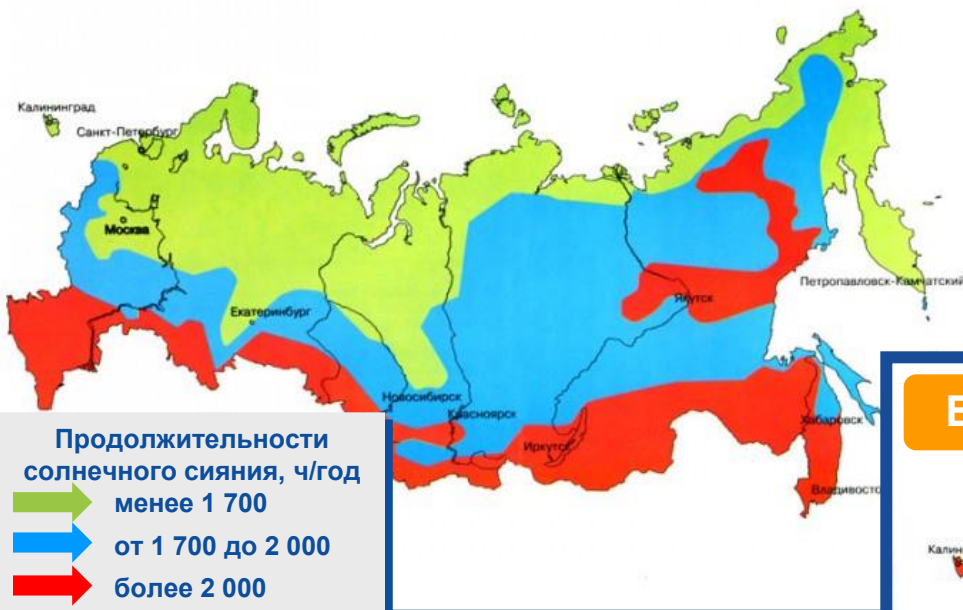 Калининград
Санкт-Петербург
Москва
Екатеринбург
Якутск
Петропавловск-Камчатский
Новосибирск
Красноярск
Иркутск
Хабаровск
Владивосто
Продолжительности
солнечного сияния, ч/год
менее 1 700
от 1 700 до 2 000
более 2 000
В
Калин